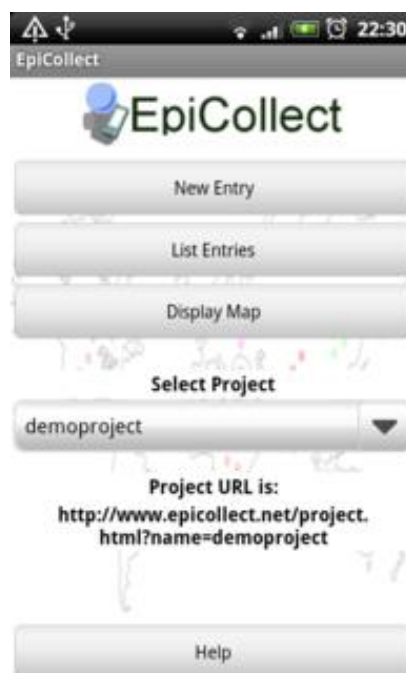 22:30
EpiCollect
EpiCollect
New Entry
List Entries
Display Map
Select Project
demoproject
Project URL is:
http://www.epicollect.net/project.
html?name=demoproject
Help